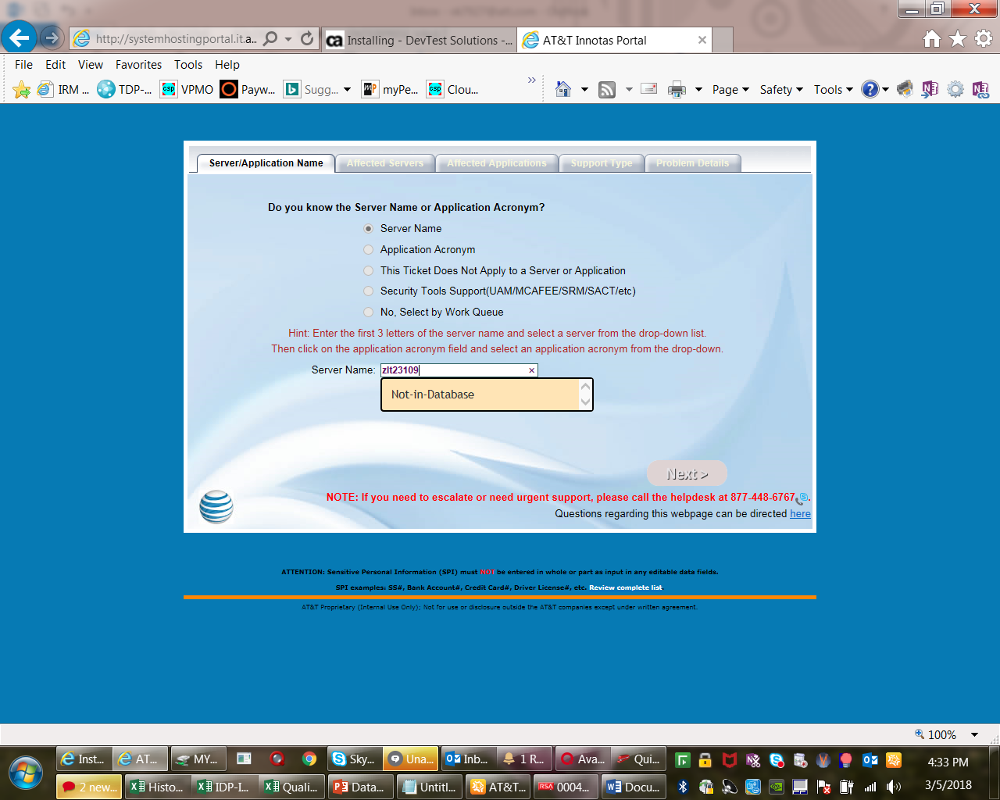 http://systemhostingportal.it.a...
Installing - DevTest Solutions -...
AT&T Innotas Portal
File Edit View Favorites Tools Help
IRM ... TDP-... VPMO Payw... Sugg... myPe... Clou... Page Safety Tools
Server/Application Name Affected Servers Affected Applications Support Type Problem Details
Do you know the Server Name or Application Acronym?
Server Name
Application Acronym
This Ticket Does Not Apply to a Server or Application
Security Tools Support(UAM/MCAFEE/SRM/SACT/etc)
No, Select by Work Queue
Hint: Enter the first 3 letters of the server name and select a server from the drop-down list.
Then click on the application acronym field and select an application acronym from the drop-down.
Server Name: zlt23109
Not-in-Database
Next >
NOTE: If you need to escalate or need urgent support, please call the helpdesk at 877-448-6767.
Questions regarding this webpage can be directed here
ATTENTION: Sensitive Personal Information (SPI) must NOT be entered in whole or part as input in any editable data fields.
SPI examples: SS#, Bank Account#, Credit Card#, Driver License#, etc. Review complete list.
AT&T Proprietary (Internal Use Only); Not for use or disclosure outside the AT&T companies except under written agreement.
100%
Inst... AT... MY... Sky... Una... Inb... 1 R... Ava... Qui...
4:33 PM
2 new... Histo... IDP-I... Quali... Data... Untitl... AT&T... 0004... Docu...
3/5/2018